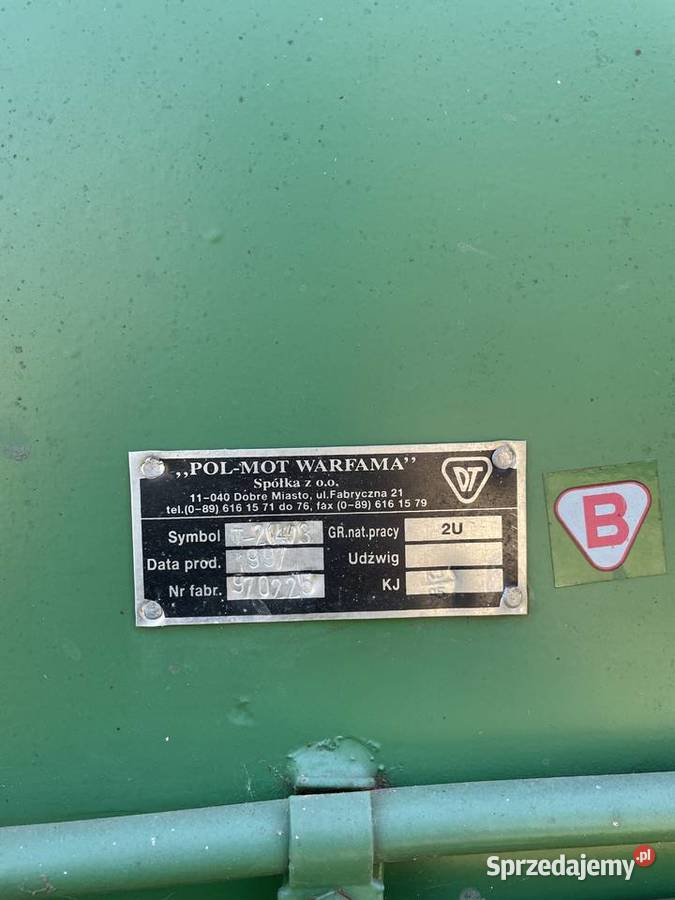 „POL-MOT WARFAMA”
Spółka z o.o.
11-040 Dobre Miasto, ul.Fabryczna 21
tel.(0-89) 616 15 71 do 76, fax (0-89) 616 15 79
DT
Symbol GR.nat.pracy 2U
Data prod. 1997 Udźwig
Nr fabr. 970225 KJ
B
Sprzedajemy.pl